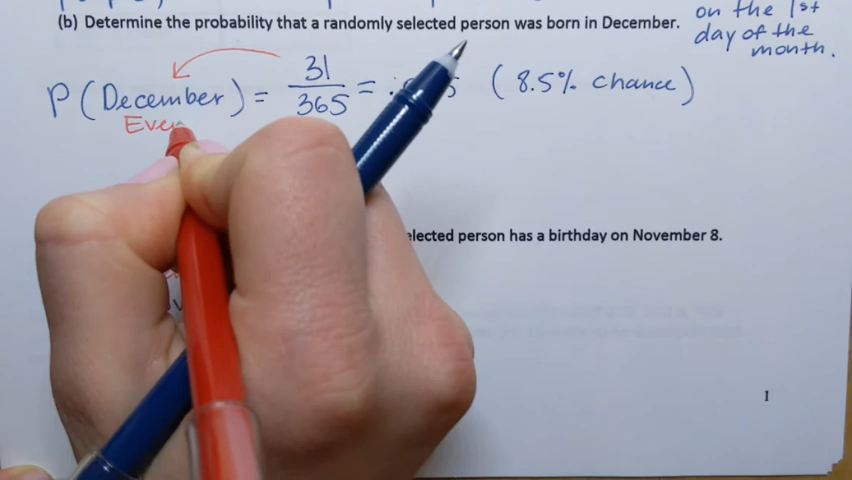 (b) Determine the probability that a randomly selected person was born in December.
on the 1st
day of the
month.
P (December) = 31/365 = (8.5% chance)
Eve
elected person has a birthday on November 8.
1